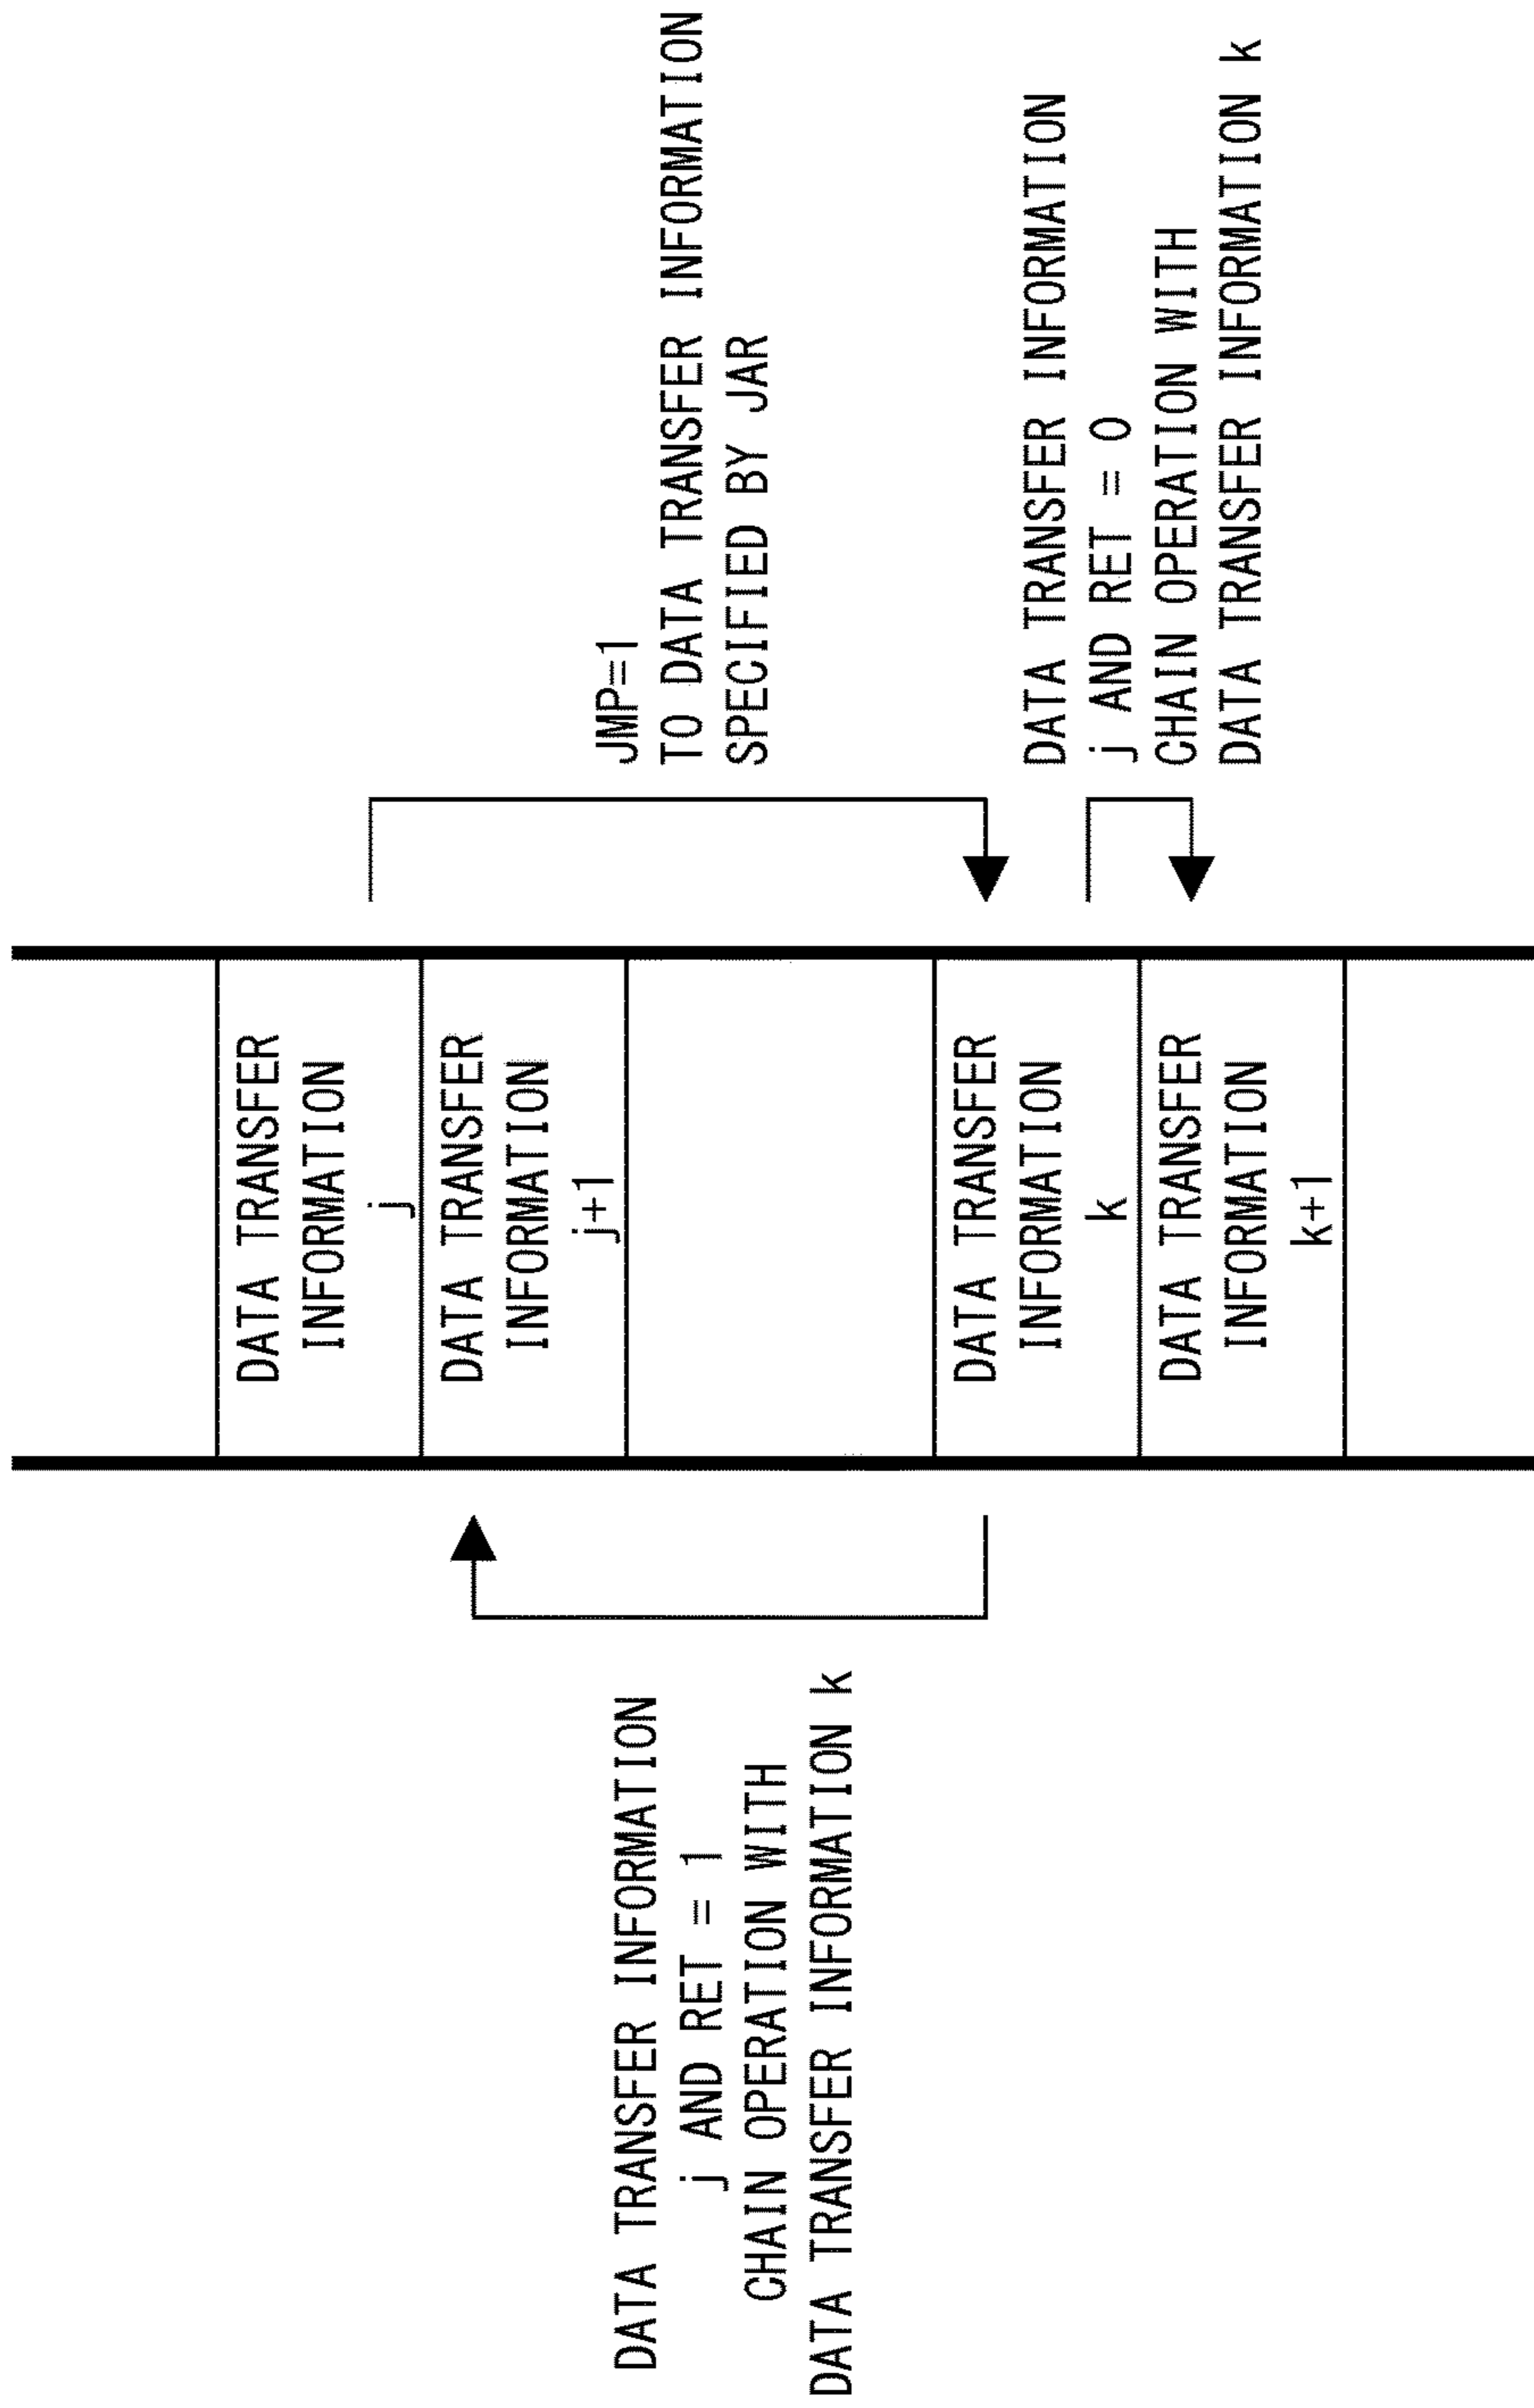 DATA TRANSFER
INFORMATION
j
DATA TRANSFER
INFORMATION
j+1
DATA TRANSFER
INFORMATION
k
DATA TRANSFER
INFORMATION
k+1
DATA TRANSFER INFORMATION
j AND RET = 1
CHAIN OPERATION WITH
DATA TRANSFER INFORMATION k
JMP=1
TO DATA TRANSFER INFORMATION
SPECIFIED BY JAR
DATA TRANSFER INFORMATION
j AND RET = 0
CHAIN OPERATION WITH
DATA TRANSFER INFORMATION k